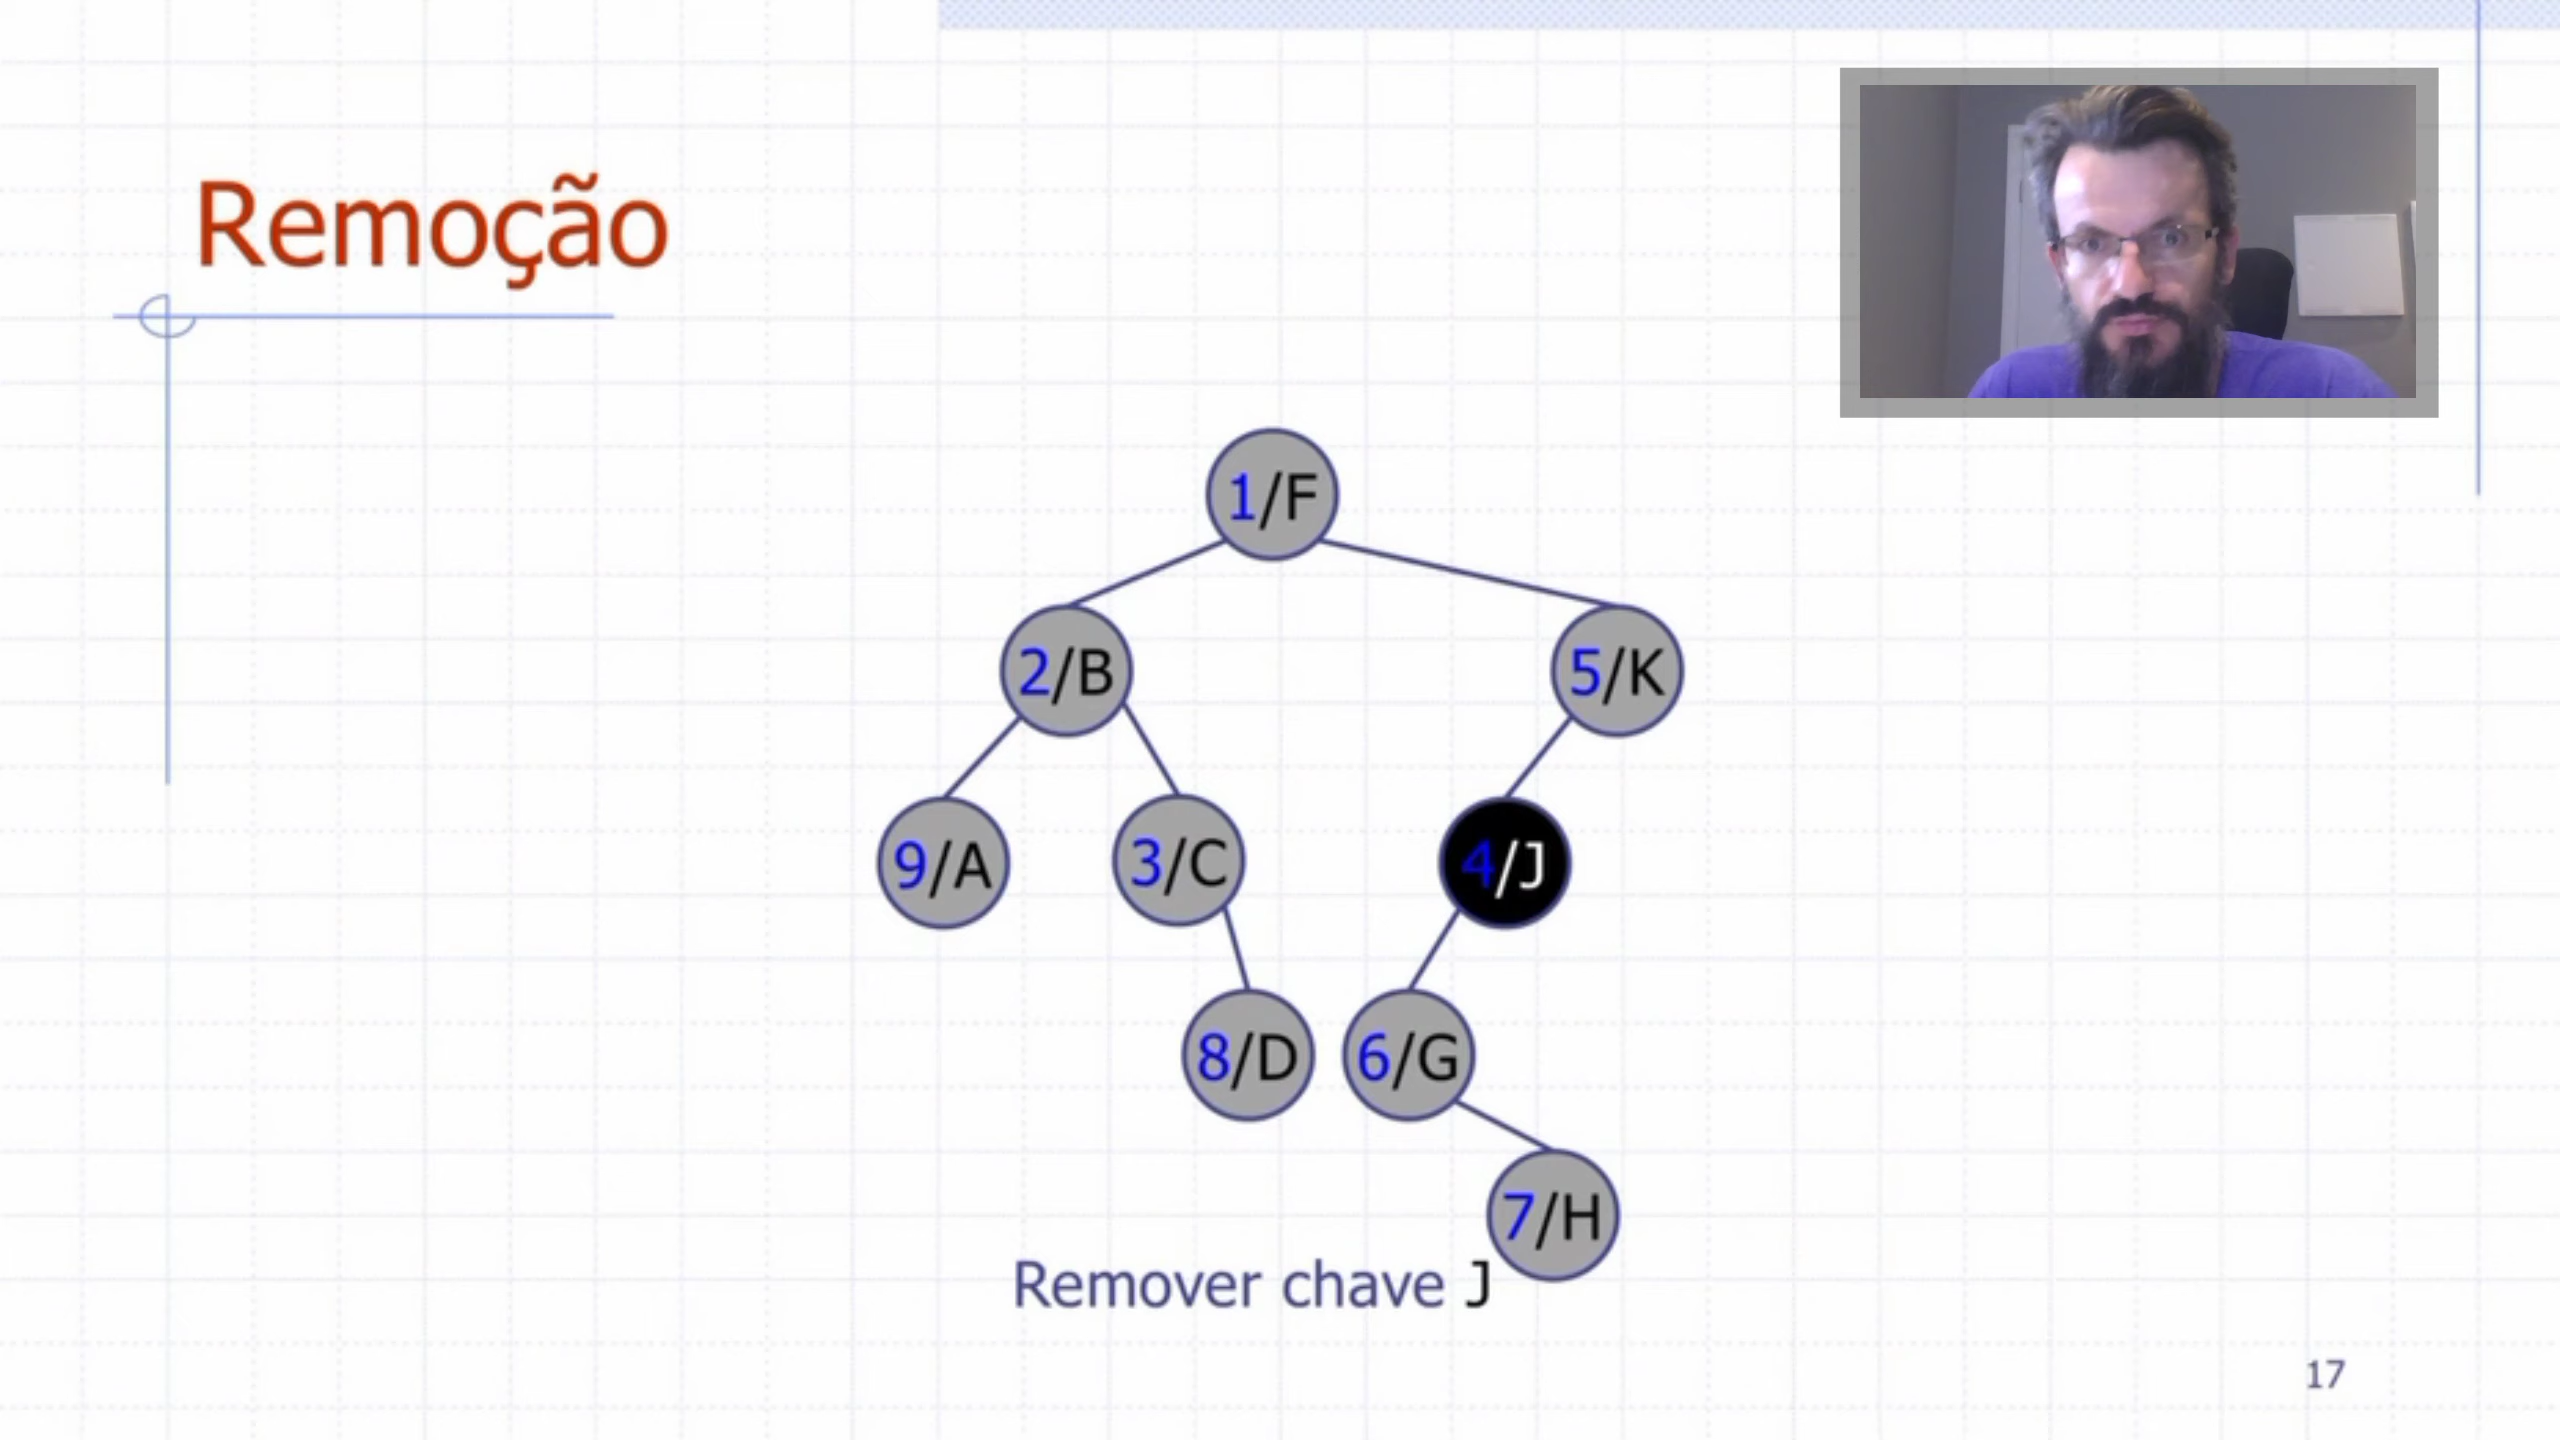 Remoção
1/F
2/B
5/K
9/A
3/C
4/J
8/D
6/G
7/H
Remover chave J
17